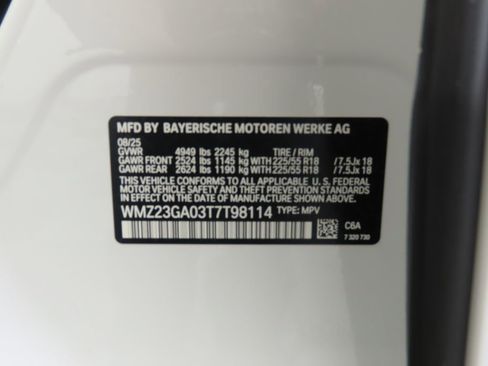 MFD BY BAYERISCHE MOTOREN WERKE AG
08/25
GVWR 4949 lbs 2245 kg TIRE / RIM
GAWR FRONT 2524 lbs 1145 kg WITH 225/55 R18 / 7.5Jx 18
GAWR REAR 2624 lbs 1190 kg WITH 225/55 R18 / 7.5Jx 18
THIS VEHICLE CONFORMS TO ALL APPLICABLE U.S. FEDERAL
MOTOR VEHICLE SAFETY AND THEFT PREVENTION STANDARDS
IN EFFECT ON THE DATE OF MANUFACTURE SHOWN ABOVE.
WMZ23GA03T7T98114 TYPE: MPV
C6A
7 320 730